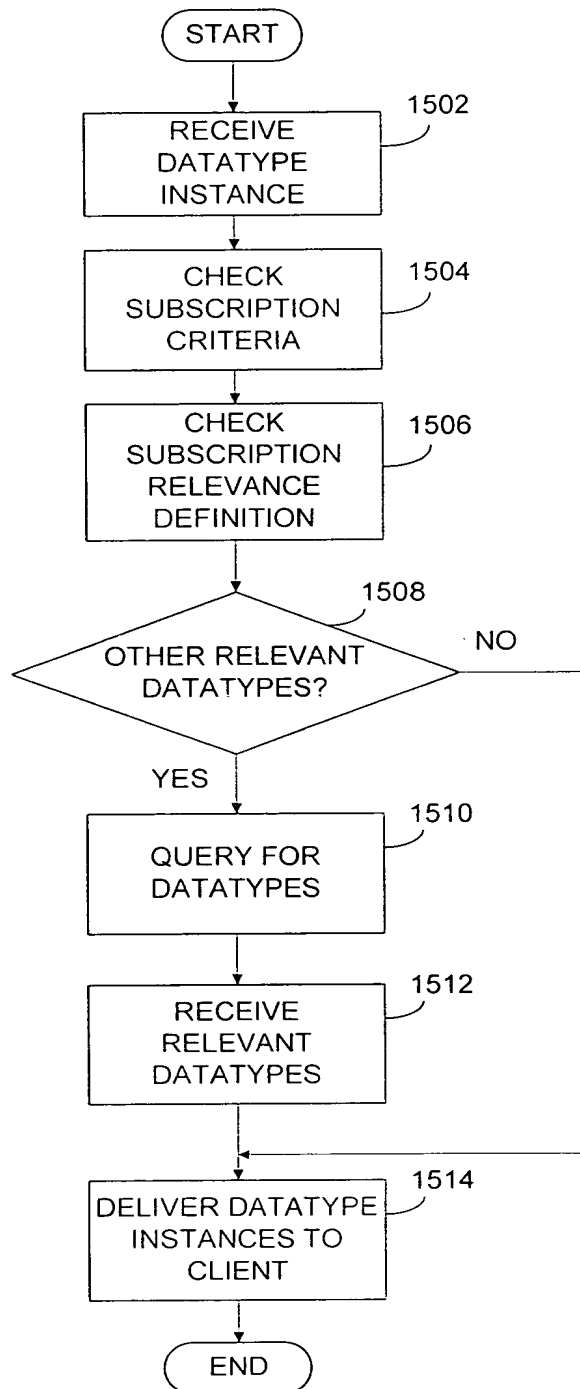 START
1502
RECEIVE
DATATYPE
INSTANCE
1504
CHECK
SUBSCRIPTION
CRITERIA
1506
CHECK
SUBSCRIPTION
RELEVANCE
DEFINITION
1508
OTHER RELEVANT
DATATYPES?
NO
YES
1510
QUERY FOR
DATATYPES
1512
RECEIVE
RELEVANT
DATATYPES
1514
DELIVER DATATYPE
INSTANCES TO
CLIENT
END